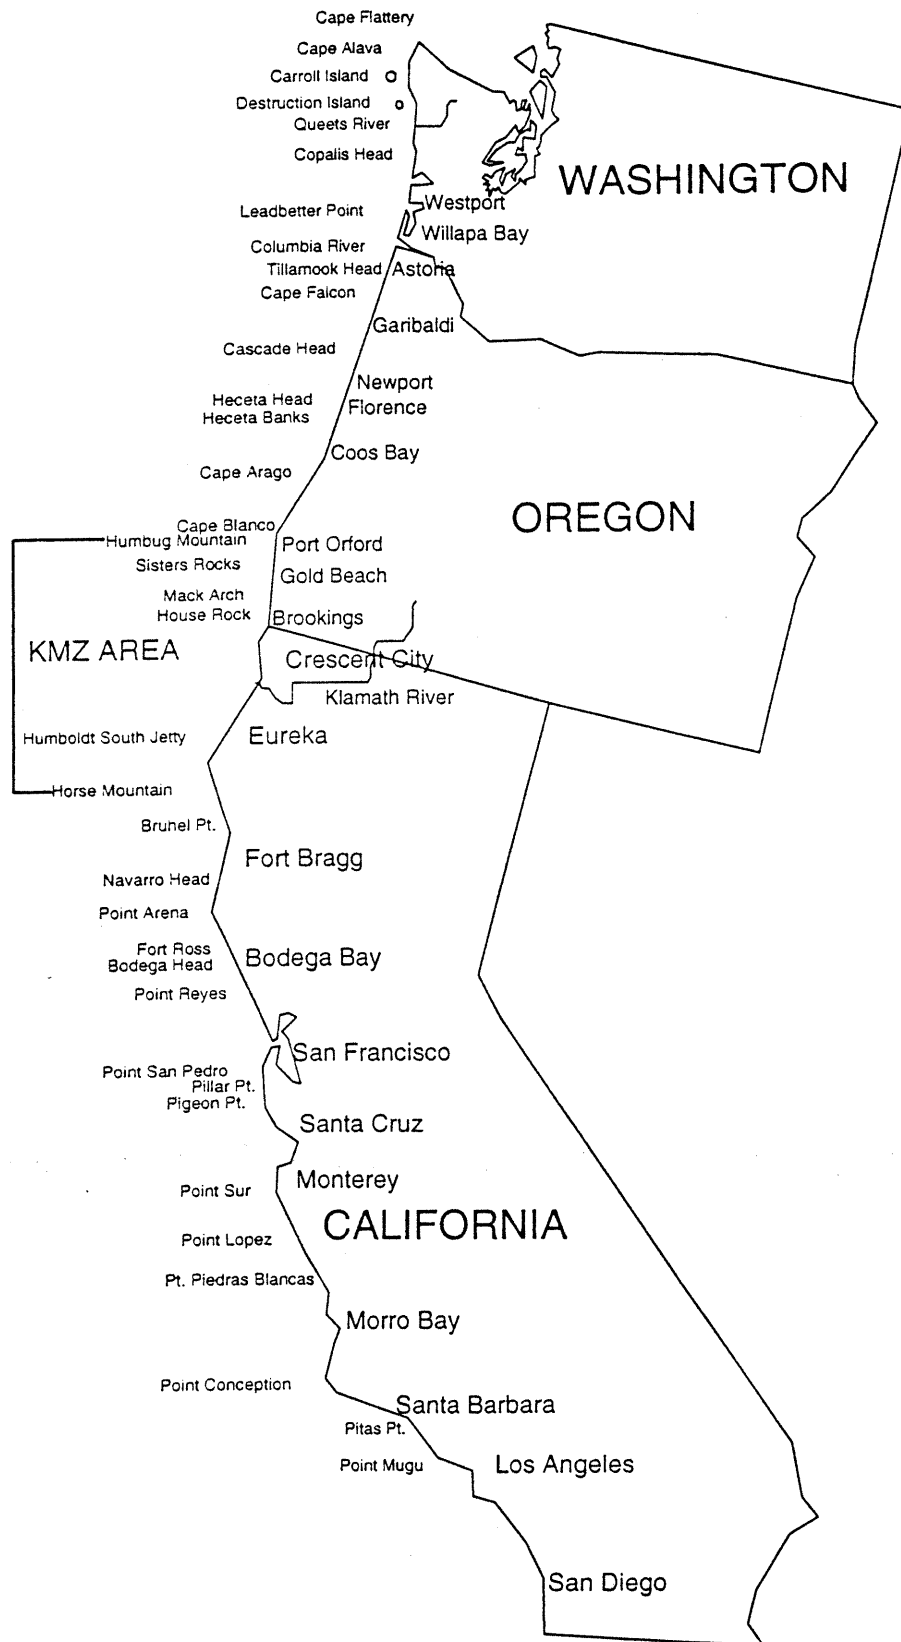 Cape Flattery
Cape Alava
Carroll Island
Destruction Island
Queets River
Copalis Head
WASHINGTON
Westport
Leadbetter Point
Willapa Bay
Columbia River
Tillamook Head
Astoria
Cape Falcon
Garibaldi
Cascade Head
Newport
Heceta Head
Florence
Heceta Banks
Coos Bay
Cape Arago
OREGON
Cape Blanco
Humbug Mountain
Port Orford
Sisters Rocks
Gold Beach
Mack Arch
House Rock
Brookings
KMZ AREA
Crescent City
Klamath River
Humboldt South Jetty
Eureka
Horse Mountain
Bruhel Pt.
Fort Bragg
Navarro Head
Point Arena
Fort Ross
Bodega Head
Bodega Bay
Point Reyes
San Francisco
Point San Pedro
Pillar Pt.
Pigeon Pt.
Santa Cruz
Monterey
Point Sur
CALIFORNIA
Point Lopez
Pt. Piedras Blancas
Morro Bay
Point Conception
Santa Barbara
Pitas Pt.
Point Mugu
Los Angeles
San Diego